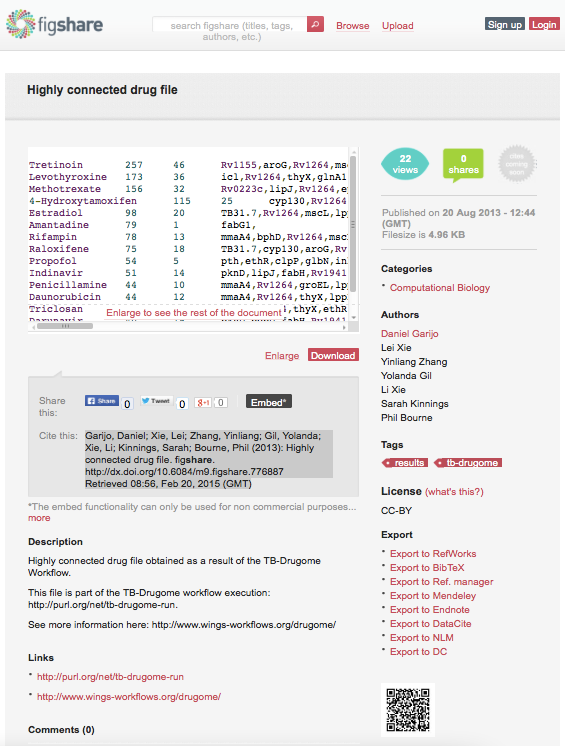 figshare
search figshare (titles, tags,
authors, etc.)
Browse
Upload
Sign up
Login
Highly connected drug file
Tretinoin 257 46 Rv1155,aroG,Rv1264,ms
Levothyroxine 173 36 icl,Rv1264,thyX,glnA1
Methotrexate 156 32 Rv0223c,lipJ,Rv1264,e
4-Hydroxytamoxifen 115 25 cyp130,Rv1264,
Estradiol 98 20 TB31.7,Rv1264,mscL,lp
Amantadine 79 1 fabG1,
Rifampin 78 13 mmaA4,bphD,Rv1264,ms
Raloxifene 75 18 TB31.7,cyp130,aroG,Rv
Propofol 54 5 pth,ethR,clpP,glbN,in
Indinavir 51 14 pknD,lipJ,fabH,Rv1941
Penicillamine 44 10 mmaA4,Rv1264,groEL,lp
Daunorubicin 44 12 mmaA4,Rv1264,thyX,lpp
Triclosan ,thyX,ethR
Enlarge to see the rest of the document
Enlarge
Download
22
views
0
shares
Published on 20 Aug 2013 - 12:44
(GMT)
Filesize is 4.96 KB
Categories
Computational Biology
Authors
Daniel Garijo
Lei Xie
Yinliang Zhang
Yolanda Gil
Li Xie
Sarah Kinnings
Phil Bourne
Tags
results
tb-drugome
License (what's this?)
CC-BY
Export
Export to RefWorks
Export to BibTeX
Export to Ref. manager
Export to Mendeley
Export to Endnote
Export to DataCite
Export to NLM
Export to DC
Share
this:
Share 0
Tweet 0
+1 0
Embed*
Cite this:
Garijo, Daniel; Xie, Lei; Zhang, Yinliang; Gil, Yolanda;
Xie, Li; Kinnings, Sarah; Bourne, Phil (2013): Highly
connected drug file. figshare.
http://dx.doi.org/10.6084/m9.figshare.776887
Retrieved 08:56, Feb 20, 2015 (GMT)
*The embed functionality can only be used for non commercial purposes...
more
Description
Highly connected drug file obtained as a result of the TB-Drugome
Workflow.
This file is part of the TB-Drugome workflow execution:
http://purl.org/net/tb-drugome-run.
See more information here: http://www.wings-workflows.org/drugome/
Links
http://purl.org/net/tb-drugome-run
http://www.wings-workflows.org/drugome/
Comments (0)